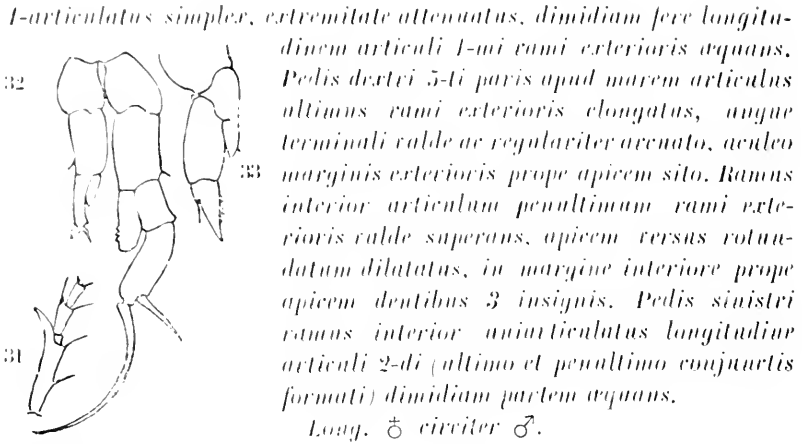 1-articulatus simplex, extremitate attenuatus, dimidiam fere longitu-
dinem articuli 1-mi rami exterioris æquans.
Pedis dextri 5-ti paris apud marem articulus
ultimus rami exterioris elongatus, ungue
terminali valde ac regulariter arcuato, aculeo
marginis exterioris prope apicem sito. Ramus
interior articulum penultimum rami exte-
rioris valde superans, apicem versus rotun-
datum dilatatus, in margine interiore prope
apicem dentibus 3 insignis. Pedis sinistri
ramus interior uniarticulatus longitudine
articuli 2-di (ultimo et penultimo conjunctis
formati) dimidiam partem æquans.
Long. ♁ circiter ♂.
32
33
31